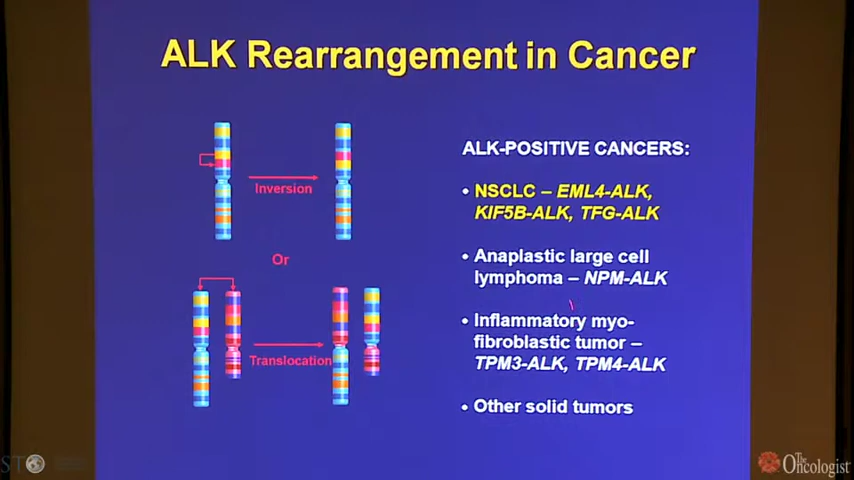 ALK Rearrangement in Cancer
Inversion
Or
Translocation
ALK-POSITIVE CANCERS:
• NSCLC – EML4-ALK,
KIF5B-ALK, TFG-ALK
• Anaplastic large cell
lymphoma – NPM-ALK
• Inflammatory myo-
fibroblastic tumor –
TPM3-ALK, TPM4-ALK
• Other solid tumors
ST
The
Oncologist